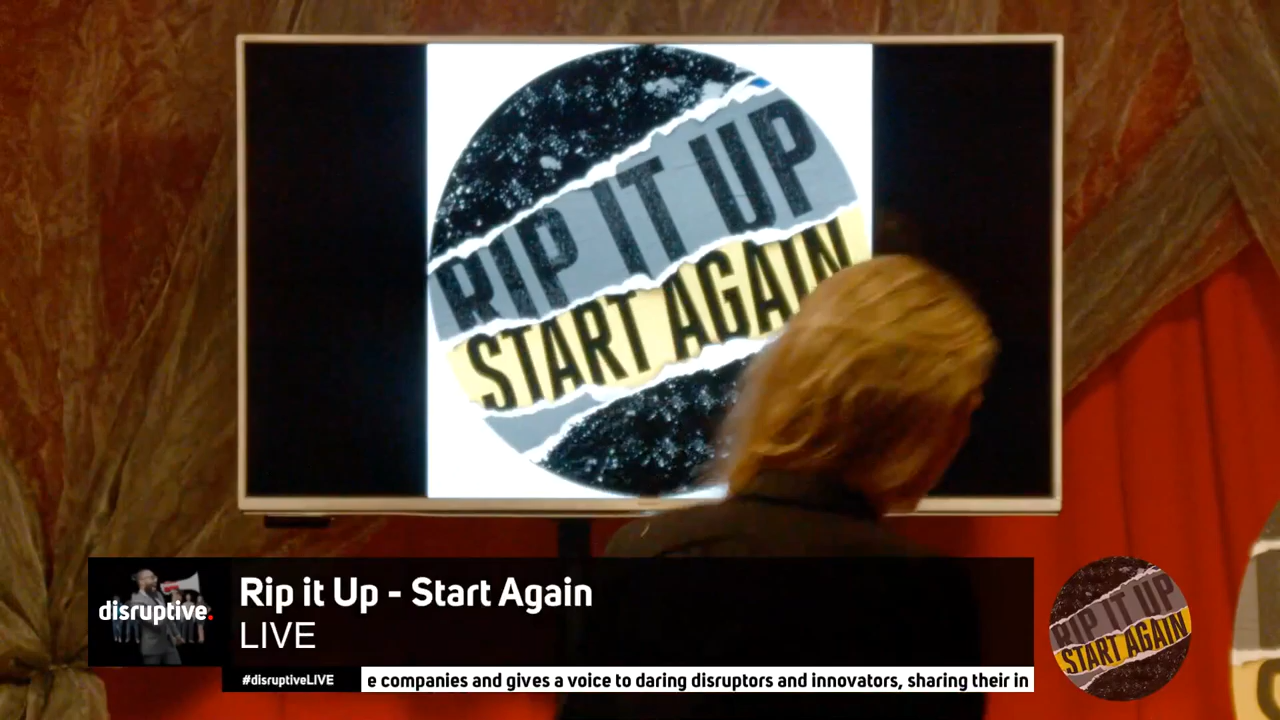 RIP IT UP
START AGAIN
disruptive.
Rip it Up - Start Again
LIVE
#disruptiveLIVE
e companies and gives a voice to daring disruptors and innovators, sharing their in
RIP IT UP
START AGAIN